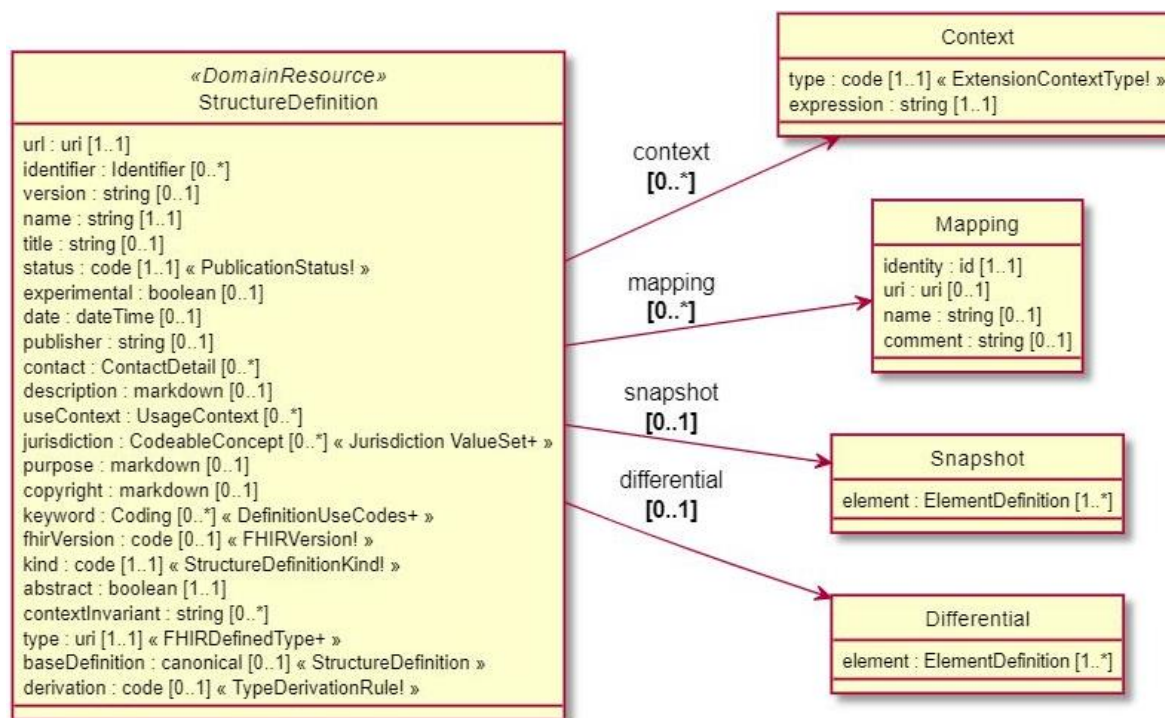 «DomainResource»
StructureDefinition
url : uri [1..1]
identifier : Identifier [0..*]
version : string [0..1]
name : string [1..1]
title : string [0..1]
status : code [1..1] « PublicationStatus! »
experimental : boolean [0..1]
date : dateTime [0..1]
publisher : string [0..1]
contact : ContactDetail [0..*]
description : markdown [0..1]
useContext : UsageContext [0..*]
jurisdiction : CodeableConcept [0..*] « Jurisdiction ValueSet+ »
purpose : markdown [0..1]
copyright : markdown [0..1]
keyword : Coding [0..*] « DefinitionUseCodes+ »
fhirVersion : code [0..1] « FHIRVersion! »
kind : code [1..1] « StructureDefinitionKind! »
abstract : boolean [1..1]
contextInvariant : string [0..*]
type : uri [1..1] « FHIRDefinedType+ »
baseDefinition : canonical [0..1] « StructureDefinition »
derivation : code [0..1] « TypeDerivationRule! »
context
[0..*]
mapping
[0..*]
snapshot
[0..1]
differential
[0..1]
Context
type : code [1..1] « ExtensionContextType! »
expression : string [1..1]
Mapping
identity : id [1..1]
uri : uri [0..1]
name : string [0..1]
comment : string [0..1]
Snapshot
element : ElementDefinition [1..*]
Differential
element : ElementDefinition [1..*]